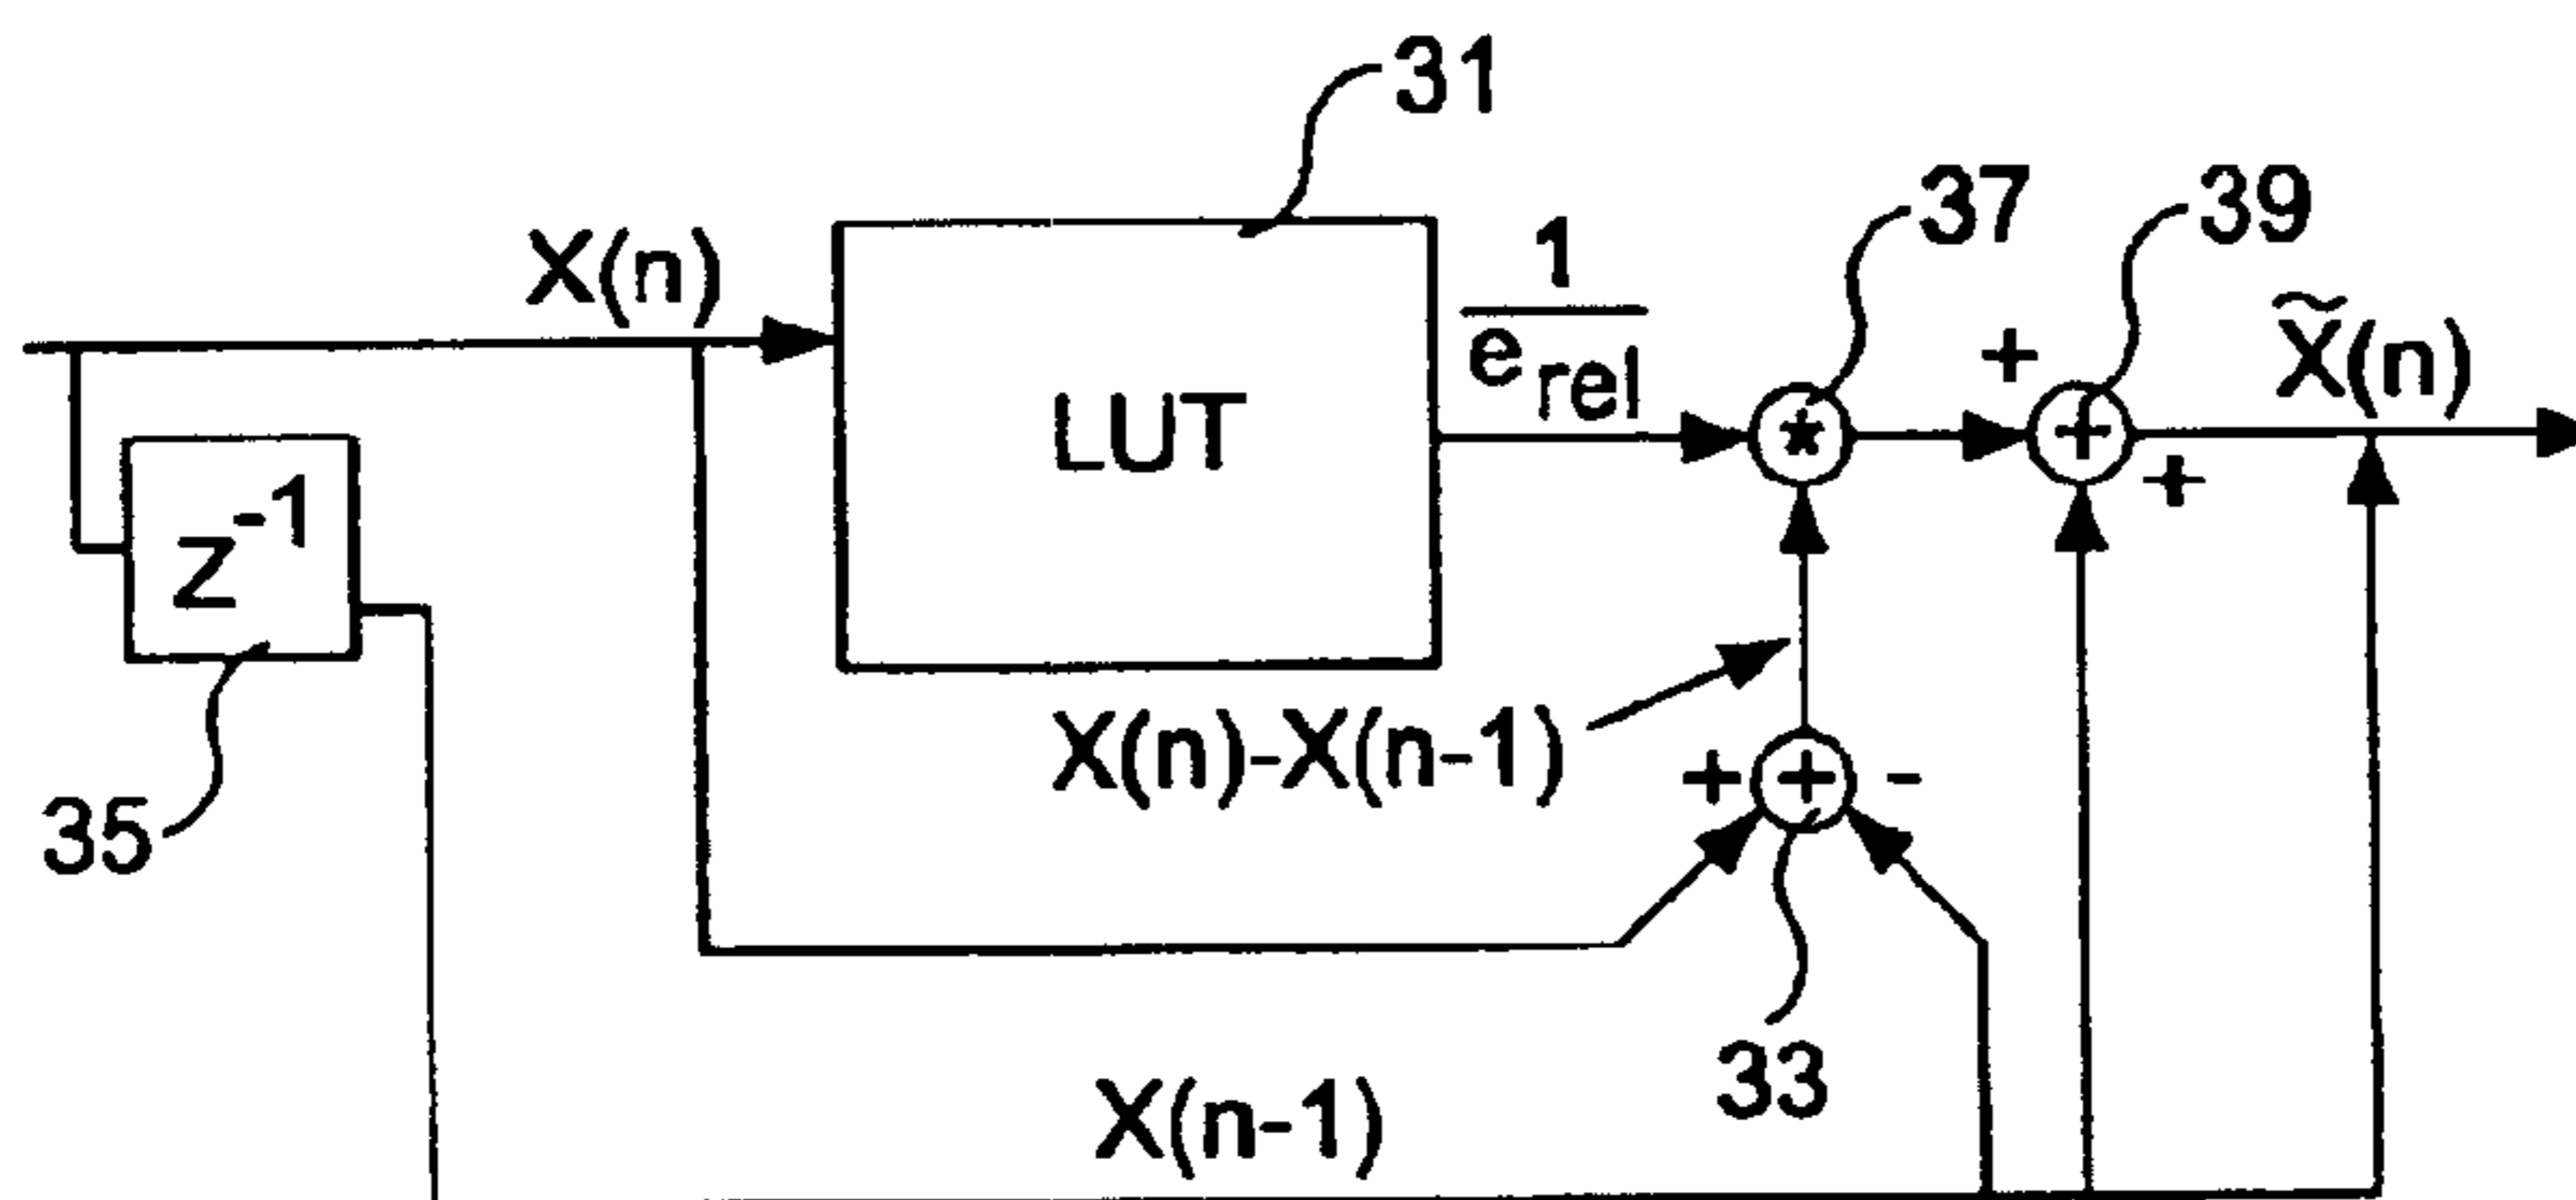 31
37
39
X(n)
1
e_rel
X̃(n)
+
LUT
*
+
+
z^-1
X(n)-X(n-1)
+
+
-
35
33
X(n-1)